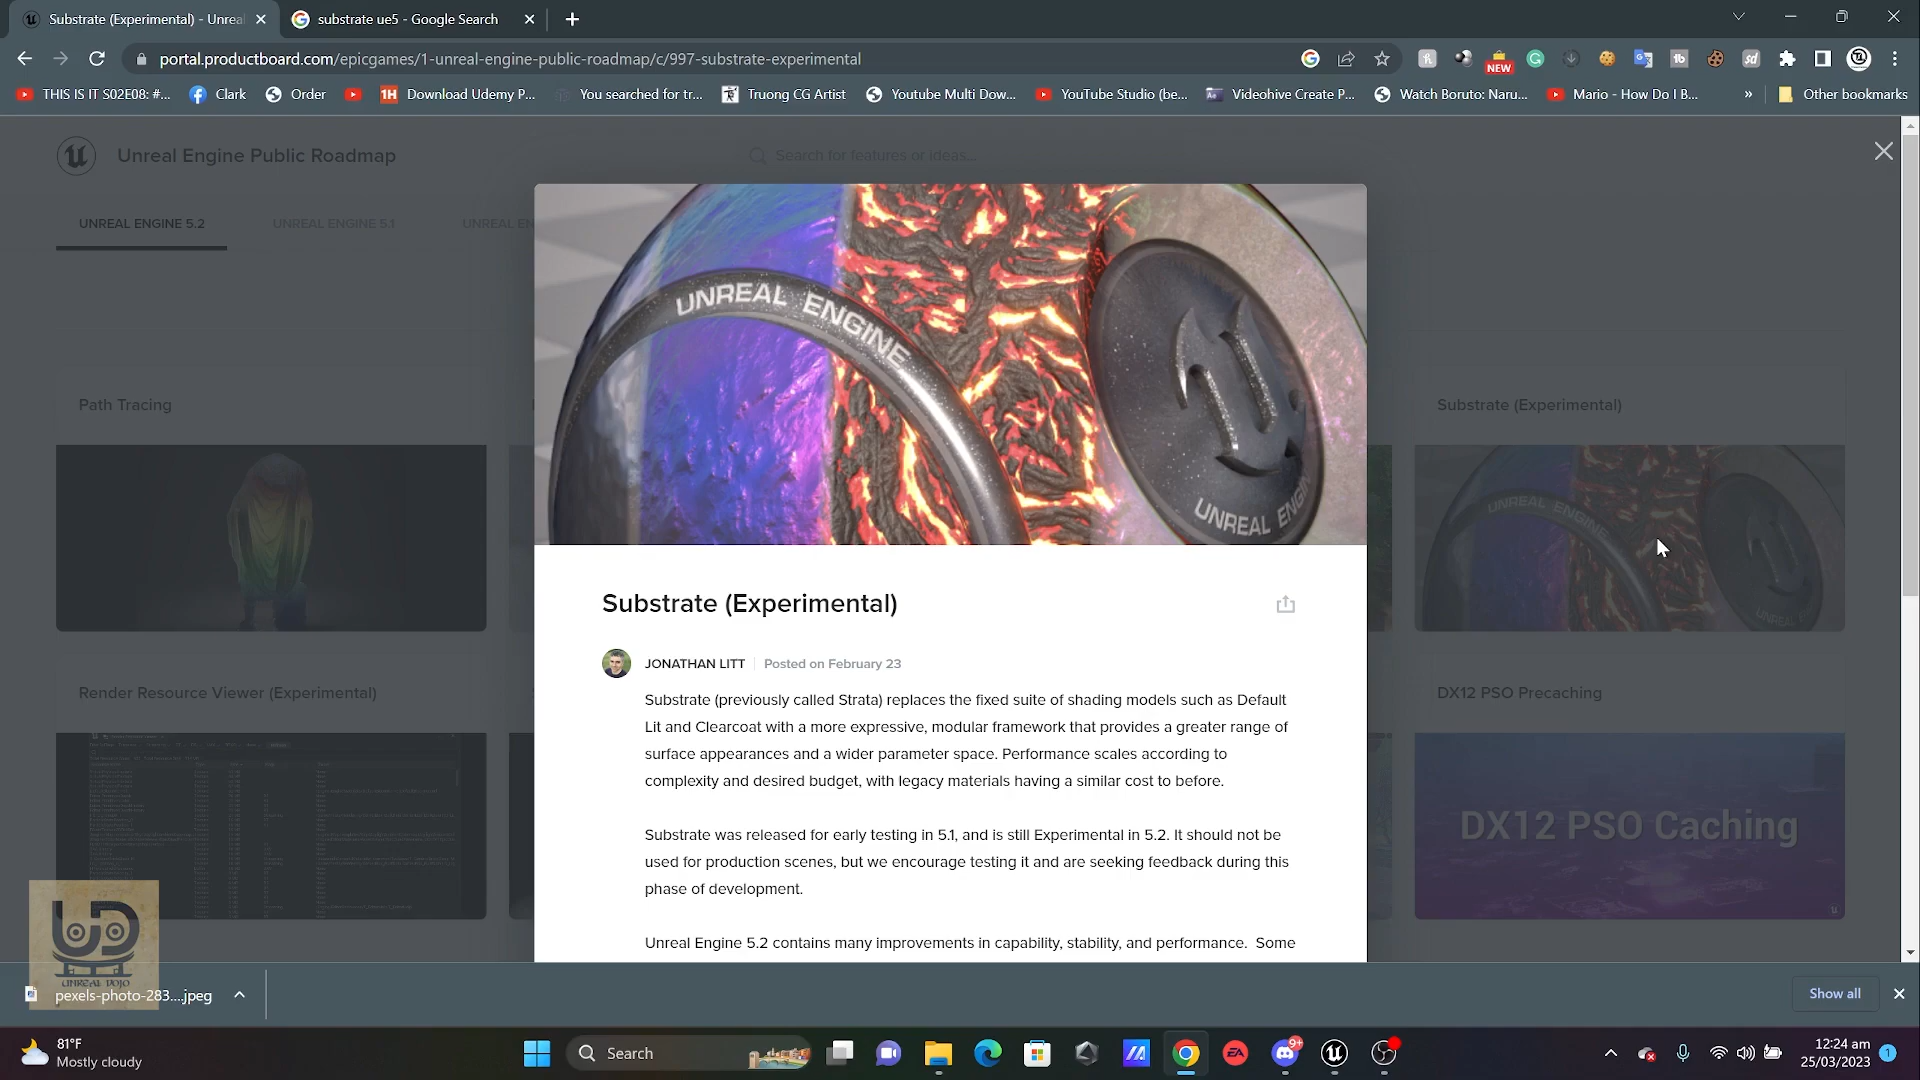 Substrate (Experimental) - Unrea
substrate ue5 - Google Search
portal.productboard.com/epicgames/1-unreal-engine-public-roadmap/c/997-substrate-experimental
NEW
THIS IS IT S02E08: #...
Clark
Order
1H
Download Udemy P...
You searched for tr...
Truong CG Artist
Youtube Multi Dow...
YouTube Studio (be...
Ae
Videohive Create P...
Watch Boruto: Naru...
Mario - How Do I B...
»
Other bookmarks
Unreal Engine Public Roadmap
Search for features or ideas...
UNREAL ENGINE 5.2
UNREAL ENGINE 5.1
UNREAL EN
UNREAL ENGINE
UNREAL ENGIN
Path Tracing
Substrate (Experimental)
UNREAL ENGINE
Substrate (Experimental)
JONATHAN LITT
Posted on February 23
Substrate (previously called Strata) replaces the fixed suite of shading models such as Default
Lit and Clearcoat with a more expressive, modular framework that provides a greater range of
surface appearances and a wider parameter space. Performance scales according to
complexity and desired budget, with legacy materials having a similar cost to before.
Substrate was released for early testing in 5.1, and is still Experimental in 5.2. It should not be
used for production scenes, but we encourage testing it and are seeking feedback during this
phase of development.
Unreal Engine 5.2 contains many improvements in capability, stability, and performance. Some
Render Resource Viewer (Experimental)
DX12 PSO Precaching
DX12 PSO Caching
UNREAL DOJO
pexels-photo-283....jpeg
Show all
81°F
Mostly cloudy
Search
EA
9+
12:24 am
25/03/2023
1